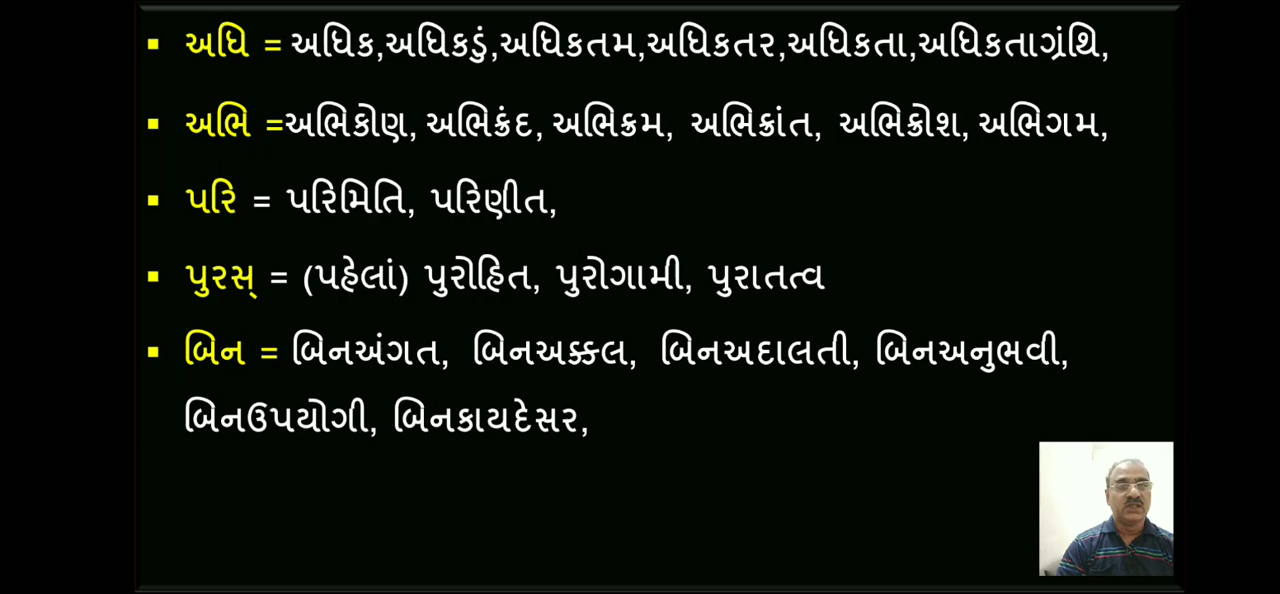 ▪ અધિ = અધિક,અધિકડું,અધિકતમ,અધિકતર,અધિકતા,અધિકતાગ્રંથિ,
▪ અભિ =અભિકોણ, અભિક્રંદ, અભિક્રમ, અભિક્રાંત, અભિક્રોશ, અભિગમ,
▪ પરિ = પરિમિતિ, પરિણીત,
▪ પુરસ્ = (પહેલાં) પુરોહિત, પુરોગામી, પુરાતત્વ
▪ બિન = બિનઅંગત, બિનઅક્કલ, બિનઅદાલતી, બિનઅનુભવી,
બિનઉપયોગી, બિનકાયદેસર,